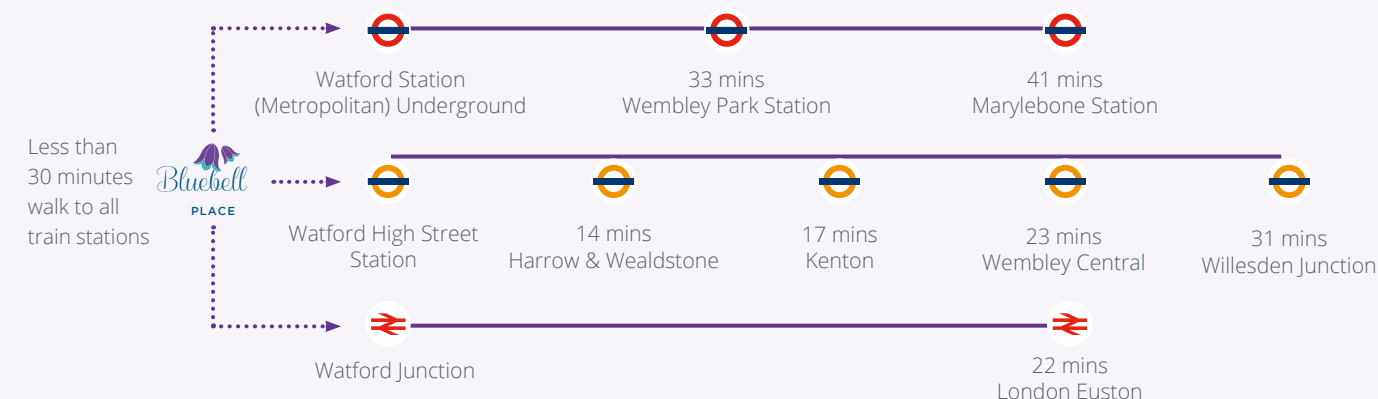 Watford Station
(Metropolitan) Underground
33 mins
Wembley Park Station
41 mins
Marylebone Station
Less than
30 minutes
walk to all
train stations
Bluebell
PLACE
Watford High Street
Station
14 mins
Harrow & Wealdstone
17 mins
Kenton
23 mins
Wembley Central
31 mins
Willesden Junction
Watford Junction
22 mins
London Euston